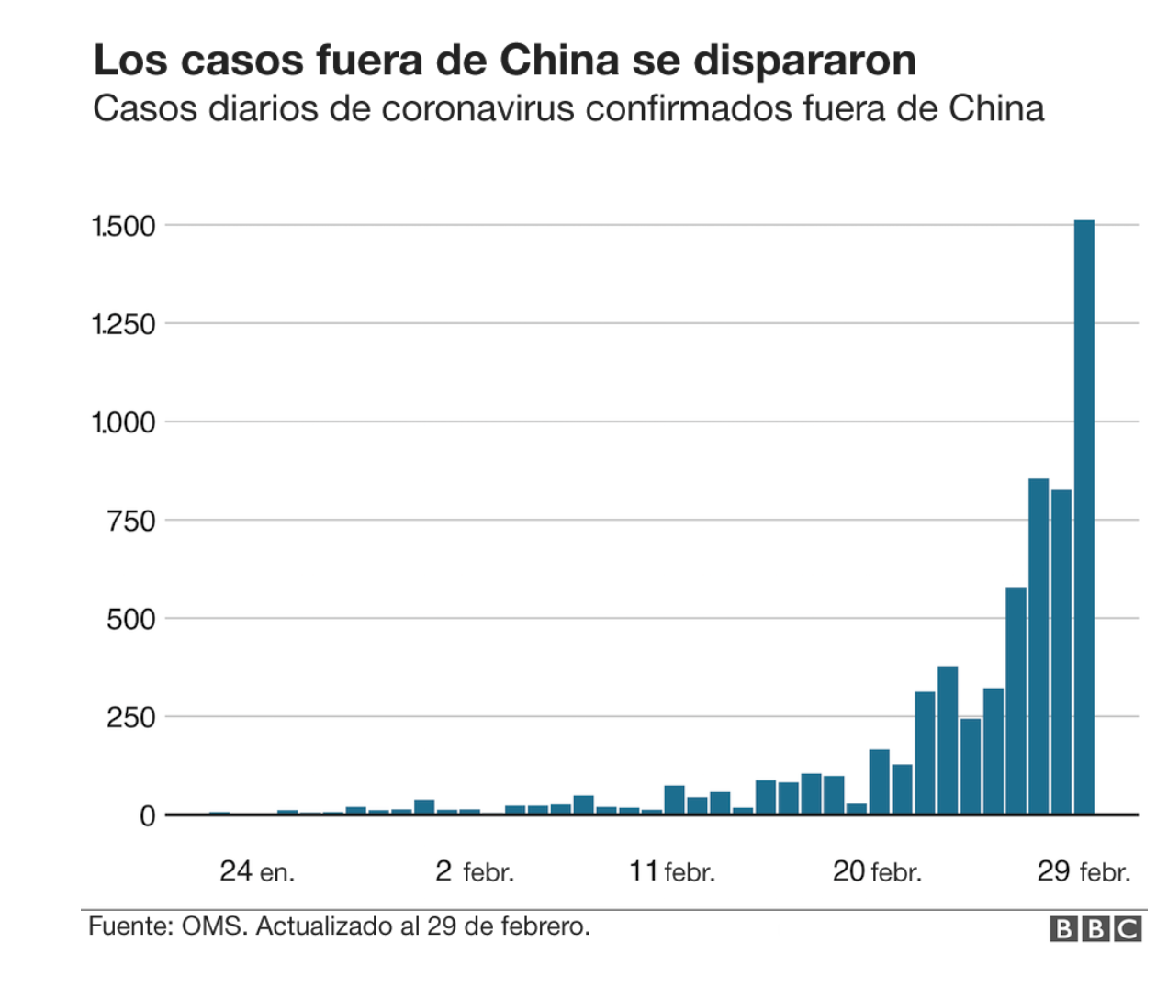 Los casos fuera de China se dispararon
Casos diarios de coronavirus confirmados fuera de China
1.500
1.250
1.000
750
500
250
0
24 en. 2 febr. 11 febr. 20 febr. 29 febr.
Fuente: OMS. Actualizado al 29 de febrero. BBC